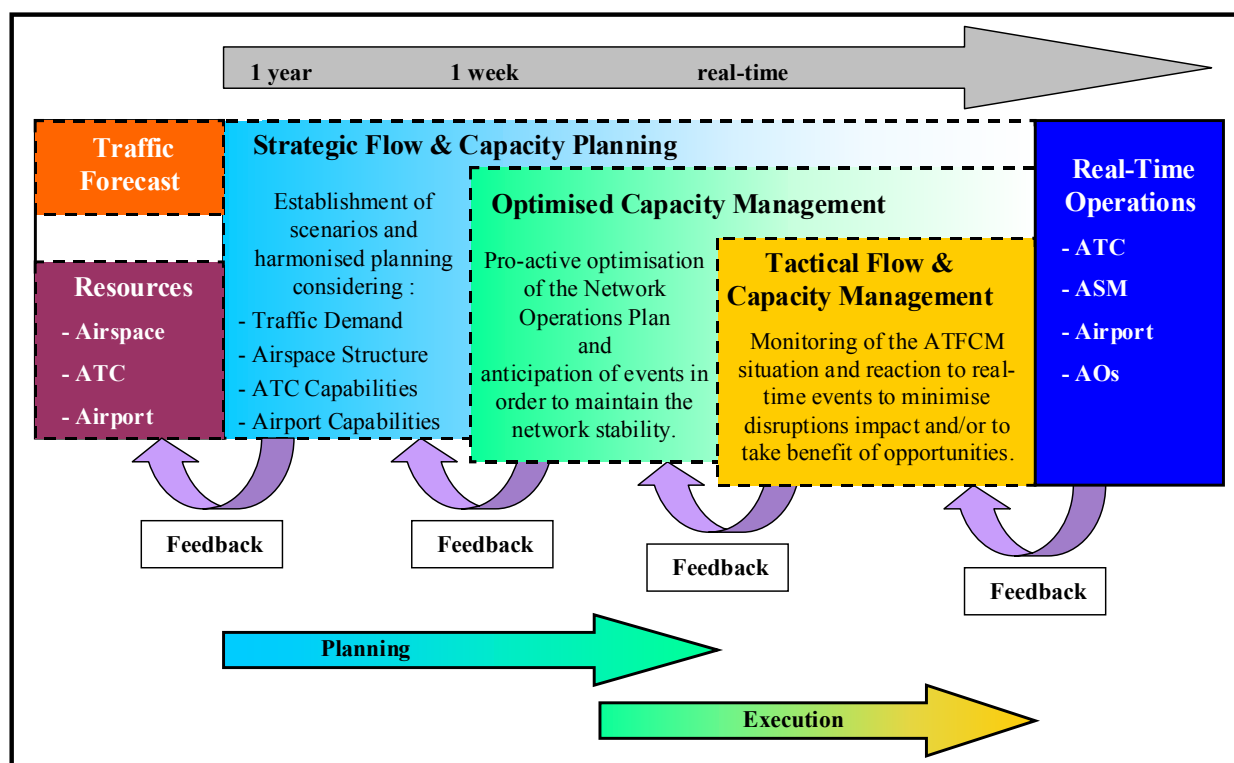 1 year
1 week
real-time
Traffic
Forecast
Resources
- Airspace
- ATC
- Airport
Strategic Flow & Capacity Planning
Establishment of
scenarios and
harmonised planning
considering :
- Traffic Demand
- Airspace Structure
- ATC Capabilities
- Airport Capabilities
Optimised Capacity Management
Pro-active optimisation
of the Network
Operations Plan
and
anticipation of events in
order to maintain the
network stability.
Tactical Flow &
Capacity Management
Monitoring of the ATFCM
situation and reaction to real-
time events to minimise
disruptions impact and/or to
take benefit of opportunities.
Real-Time
Operations
- ATC
- ASM
- Airport
- AOs
Feedback
Feedback
Feedback
Feedback
Planning
Execution